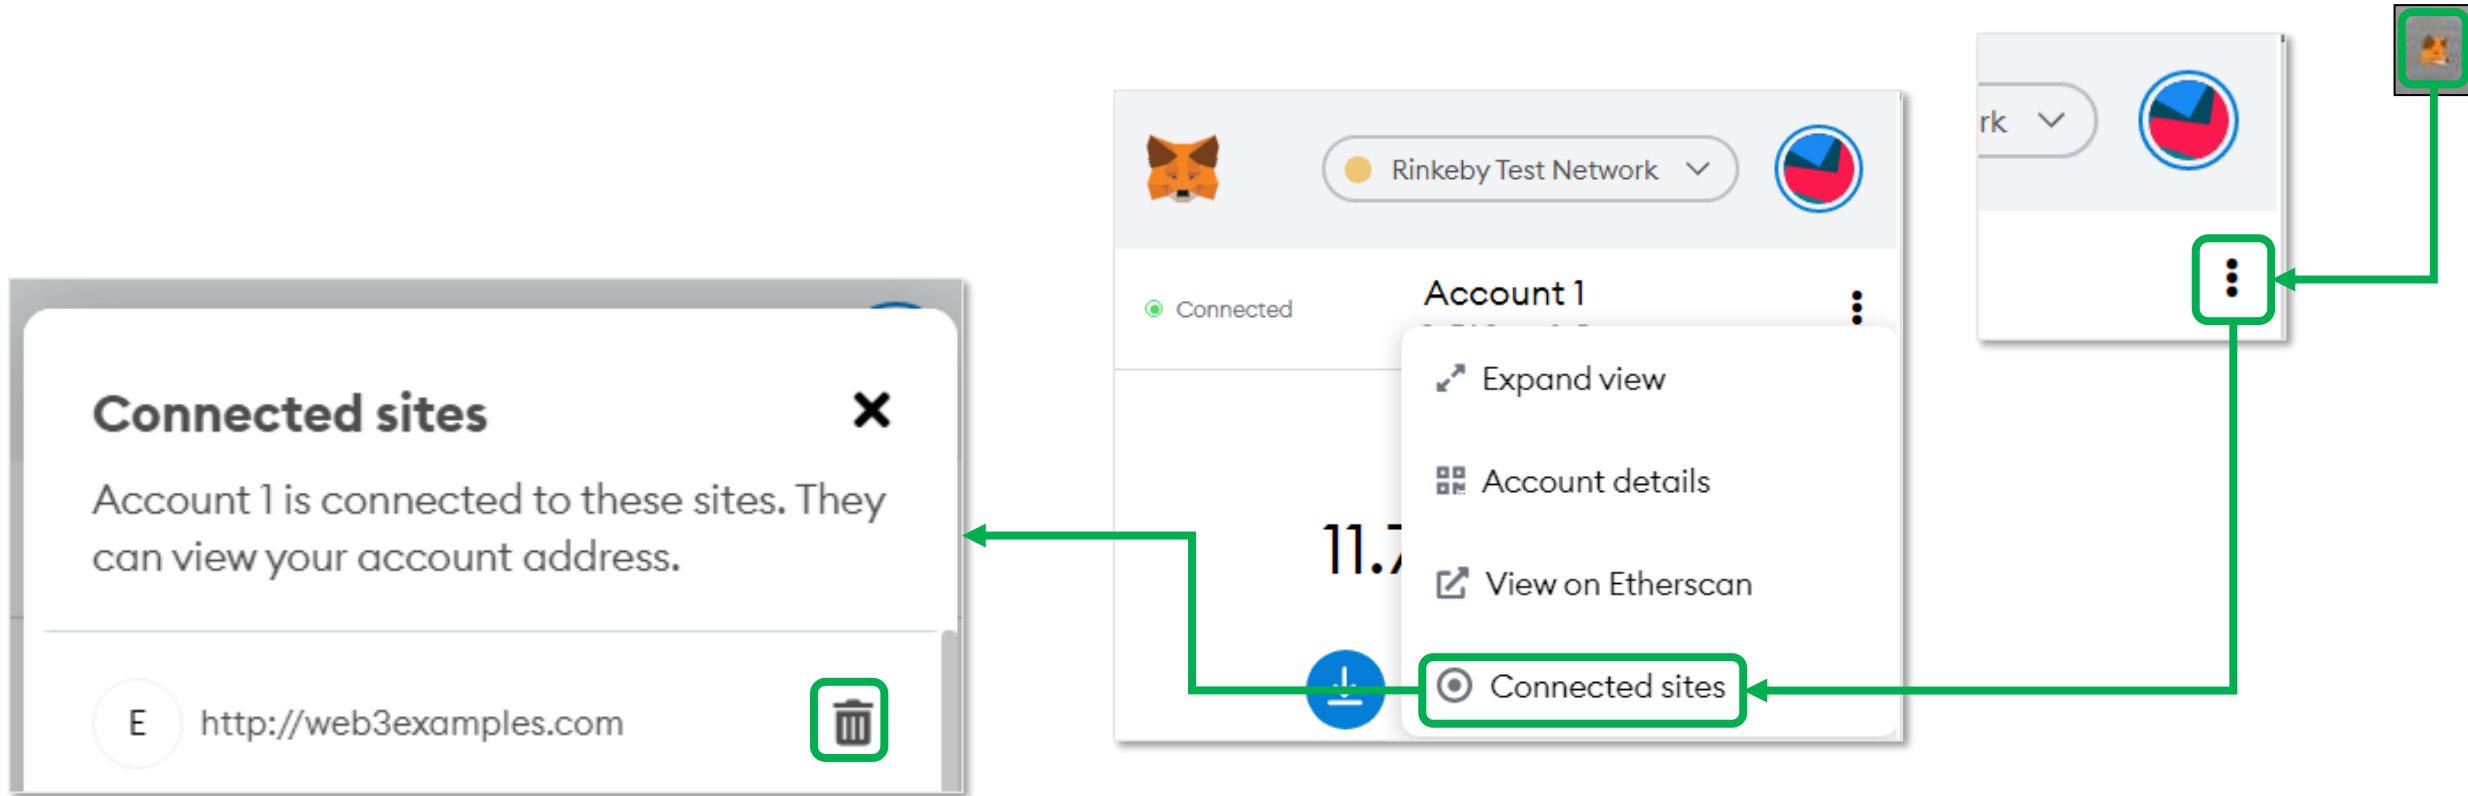 rk
Rinkeby Test Network
Connected
Account 1
Expand view
Account details
11.7
View on Etherscan
Connected sites
Connected sites
Account 1 is connected to these sites. They
can view your account address.
E
http://web3examples.com